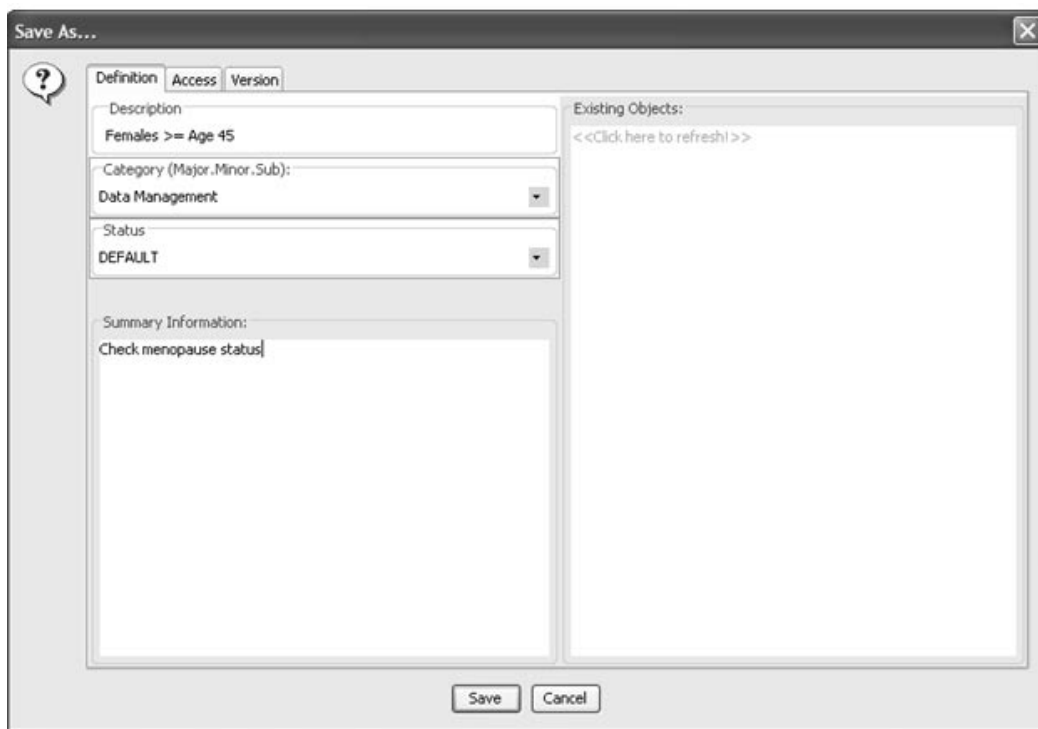 Save As...
Definition Access Version
Description
Females >= Age 45
Category (Major.Minor.Sub):
Data Management
Status
DEFAULT
Summary Information:
Check menopause status
Existing Objects:
<<Click here to refresh!>>
Save Cancel